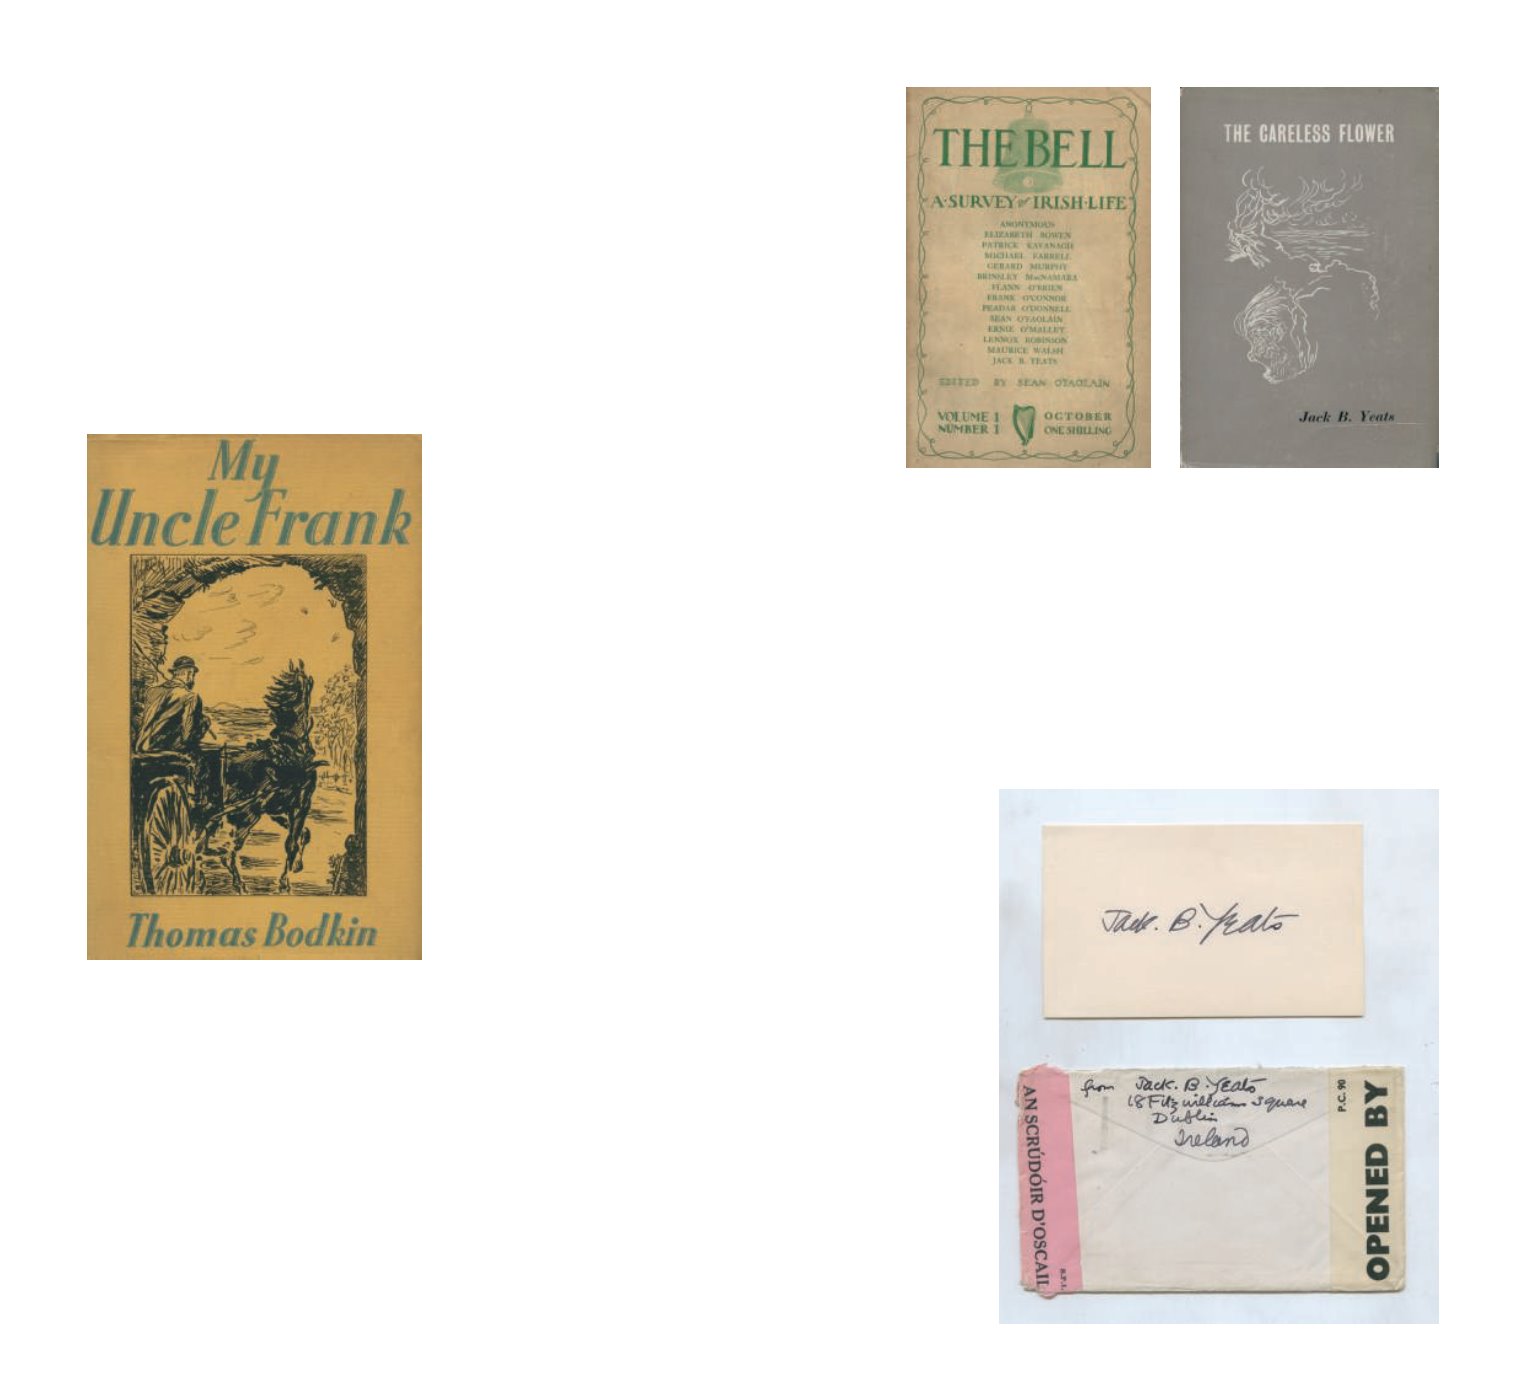 THE BELL
A·SURVEY of IRISH·LIFE
ANONYMOUS
ELIZABETH BOWEN
PATRICK KAVANAGH
MICHAEL FARRELL
GERARD MURPHY
BRINSLEY MacNAMARA
FLANN O'BRIEN
FRANK O'CONNOR
PEADAR O'DONNELL
SEAN O'FAOLAIN
ERNIE O'MALLEY
LENNOX ROBINSON
MAURICE WALSH
JACK B. YEATS
EDITED BY SEAN O'FAOLAIN
VOLUME 1
NUMBER 1
OCTOBER
ONE SHILLING
THE CARELESS FLOWER
Jack B. Yeats
My
Uncle Frank
Thomas Bodkin
Jack. B. Yeats
from Jack. B. Yeats
18 Fitzwilliam Square
Dublin
Ireland
AN SCRÚDÓIR D'OSCAIL
P.C. 90
OPENED BY